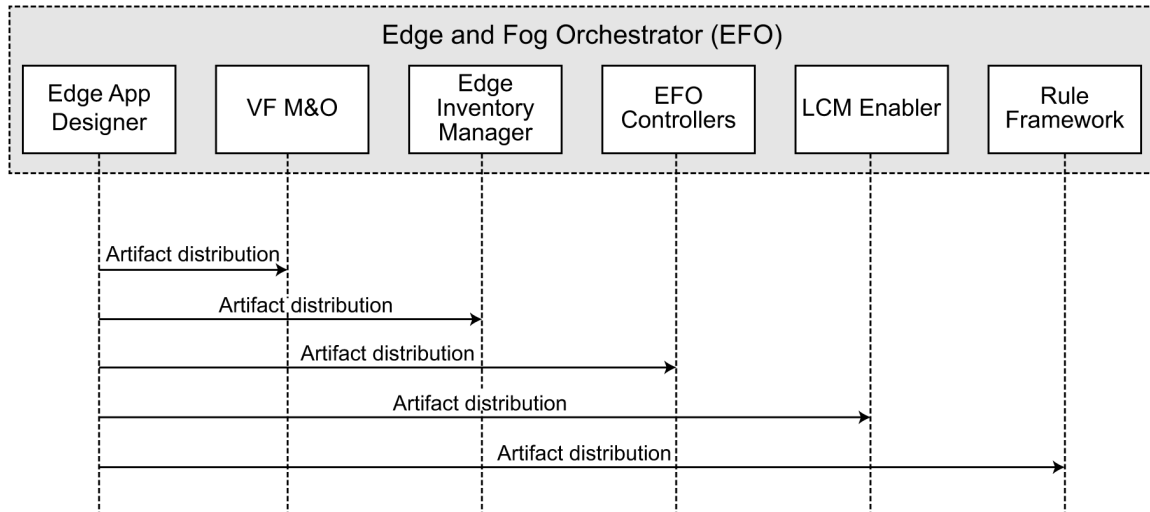 Edge and Fog Orchestrator (EFO)
Edge App
Designer
VF M&O
Edge
Inventory
Manager
EFO
Controllers
LCM Enabler
Rule
Framework
Artifact distribution
Artifact distribution
Artifact distribution
Artifact distribution
Artifact distribution